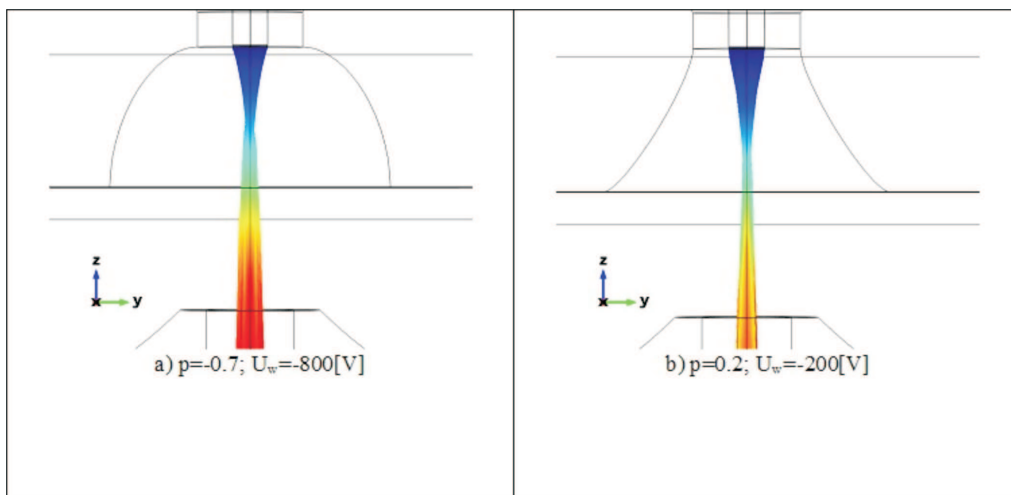 z
x y
a) p=-0.7; Uw=-800[V]
z
x y
b) p=0.2; Uw=-200[V]